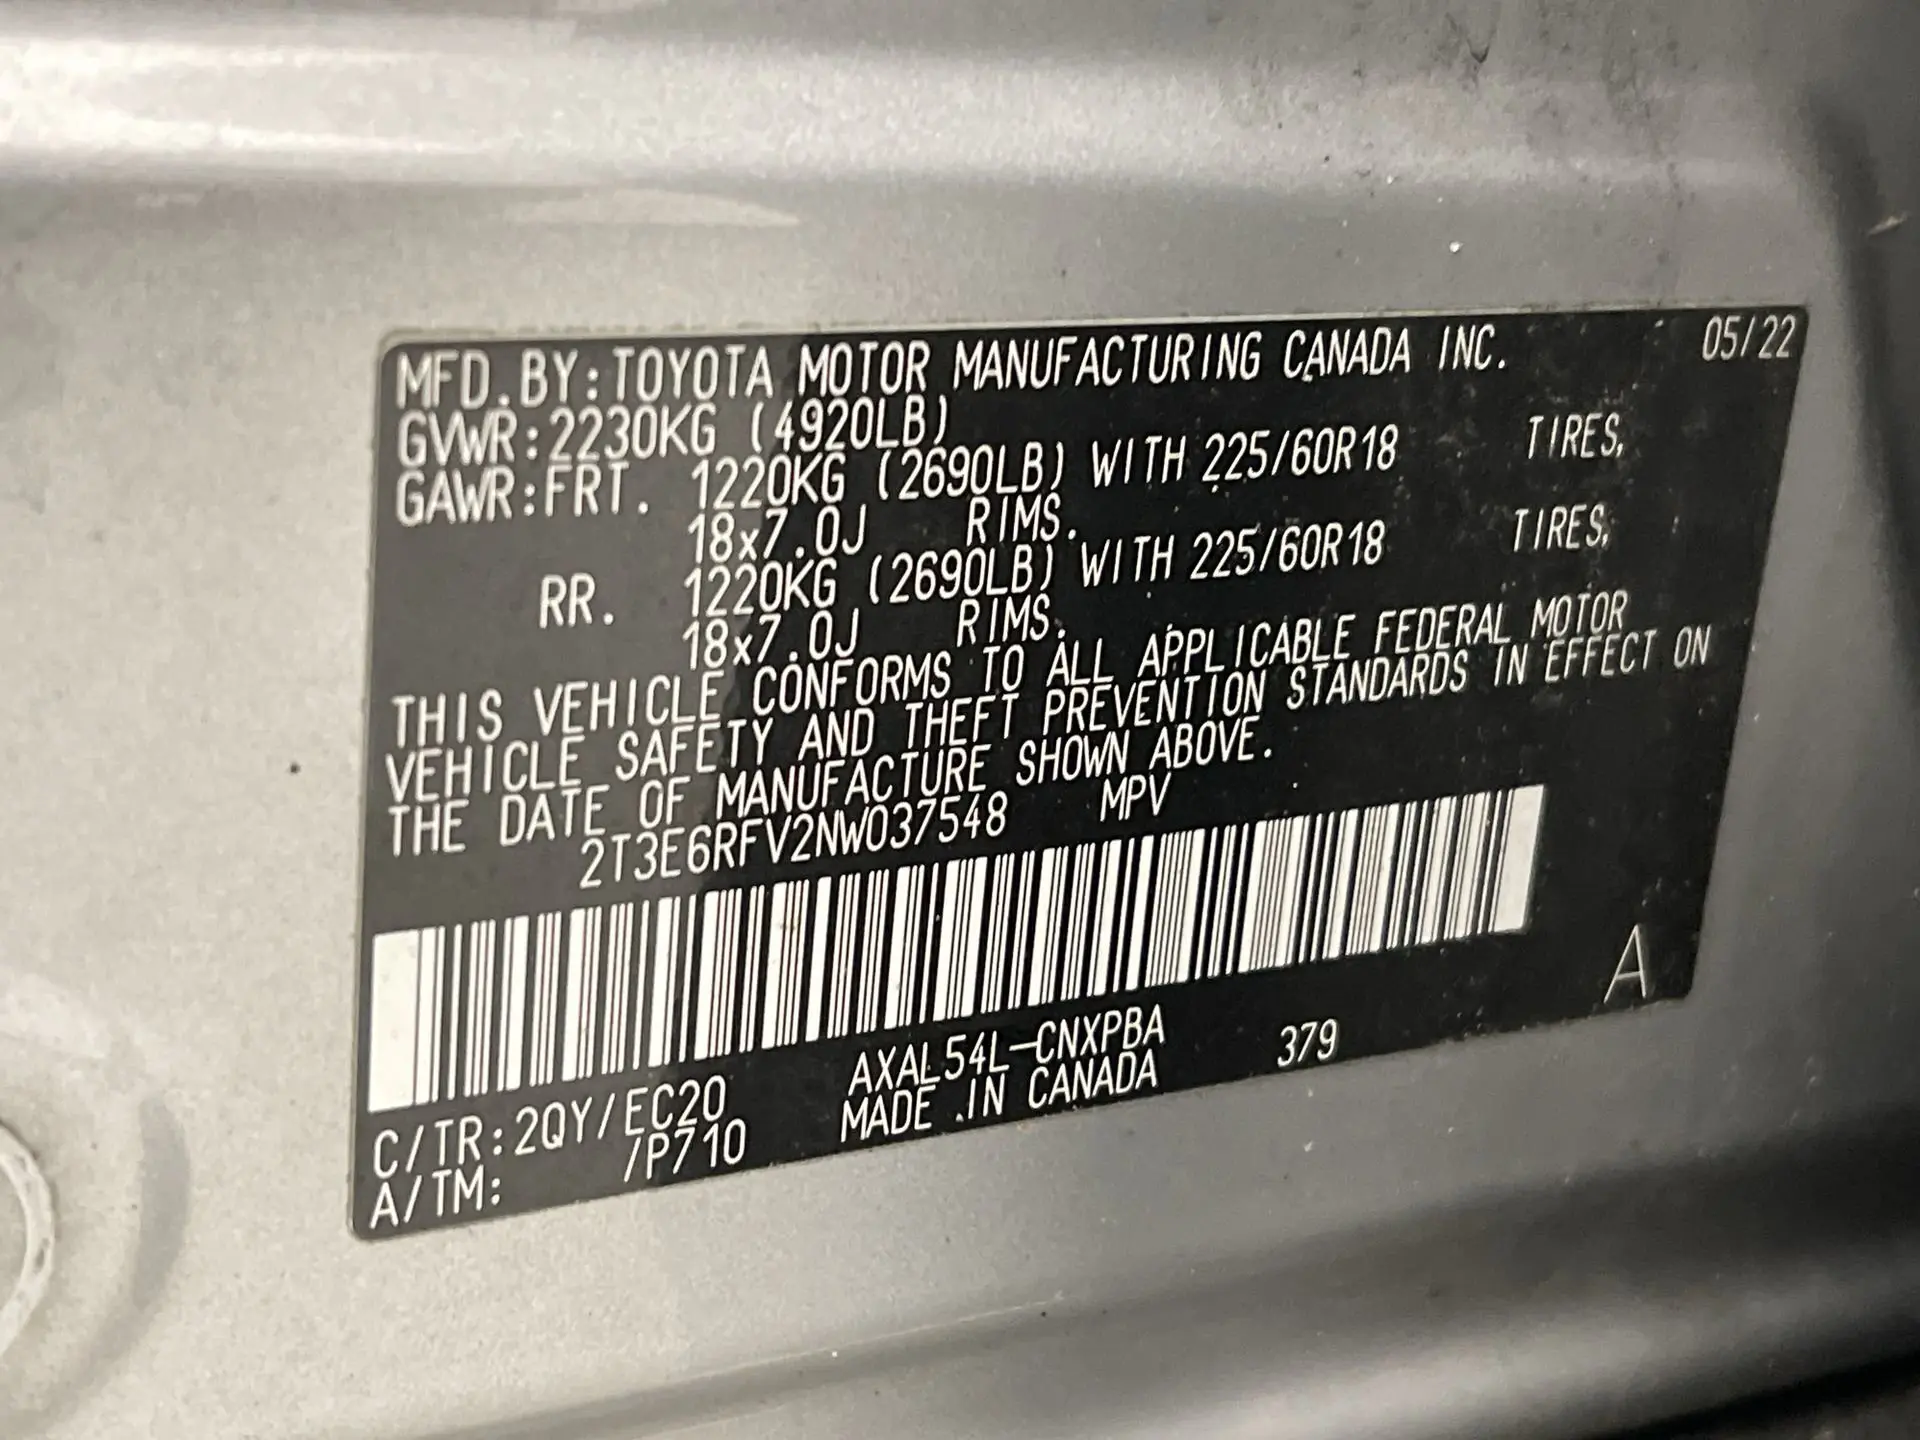 MFD.BY:TOYOTA MOTOR MANUFACTURING CANADA INC. 05/22
GVWR:2230KG (4920LB)
GAWR:FRT. 1220KG (2690LB) WITH 225/60R18 TIRES,
18x7.0J RIMS.
RR. 1220KG (2690LB) WITH 225/60R18 TIRES,
18x7.0J RIMS.
THIS VEHICLE CONFORMS TO ALL APPLICABLE FEDERAL MOTOR
VEHICLE SAFETY AND THEFT PREVENTION STANDARDS IN EFFECT ON
THE DATE OF MANUFACTURE SHOWN ABOVE.
2T3E6RFV2NW037548 MPV
A
C/TR:2QY/EC20 AXAL54L-CNXPBA 379
A/TM: /P710 MADE IN CANADA